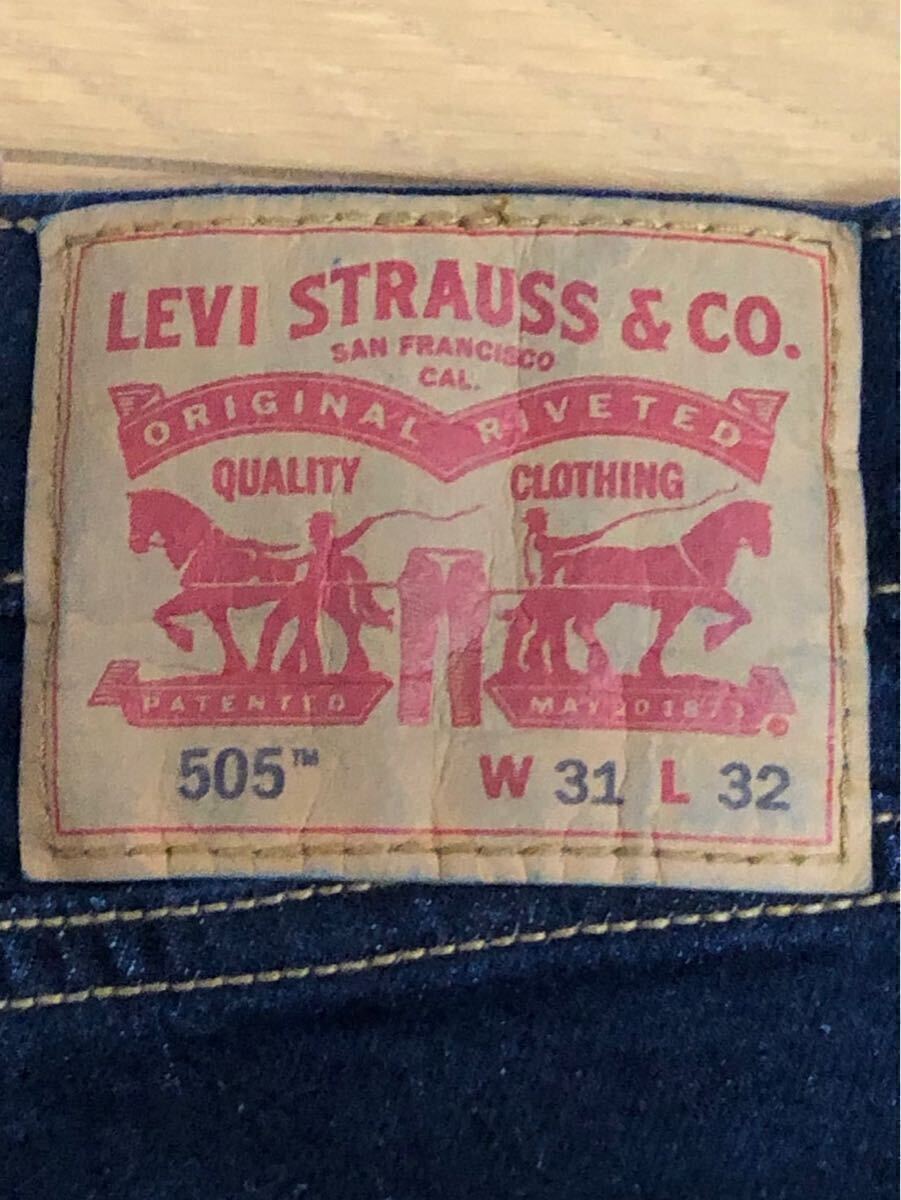 LEVI STRAUSS & CO.
SAN FRANCISCO
CAL.
ORIGINAL RIVETED
QUALITY CLOTHING
PATENTED MAY 20 1873
505™ W 31 L 32